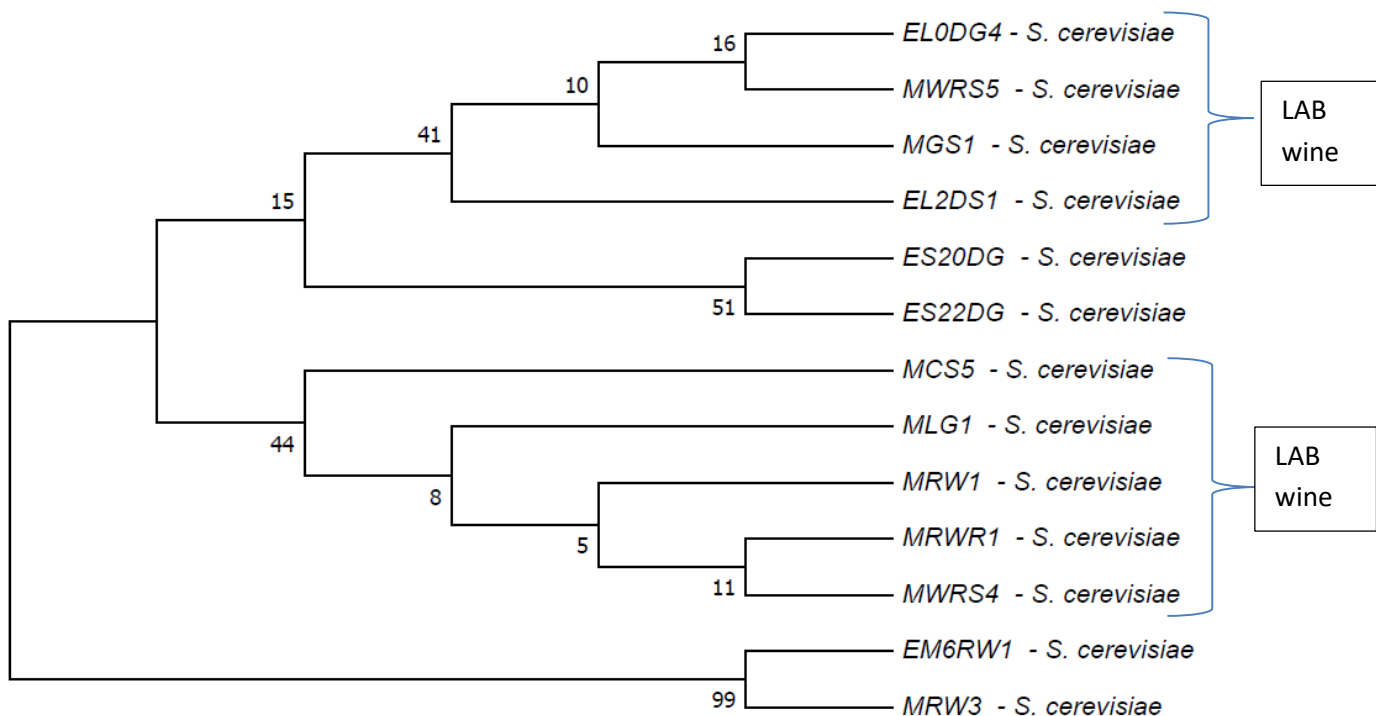 16
EL0DG4 - S. cerevisiae
MWRS5 - S. cerevisiae
10
MGS1 - S. cerevisiae
41
EL2DS1 - S. cerevisiae
LAB
wine
15
ES20DG - S. cerevisiae
ES22DG - S. cerevisiae
51
MCS5 - S. cerevisiae
MLG1 - S. cerevisiae
44
MRW1 - S. cerevisiae
8
MRWR1 - S. cerevisiae
5
MWRS4 - S. cerevisiae
11
LAB
wine
EM6RW1 - S. cerevisiae
MRW3 - S. cerevisiae
99